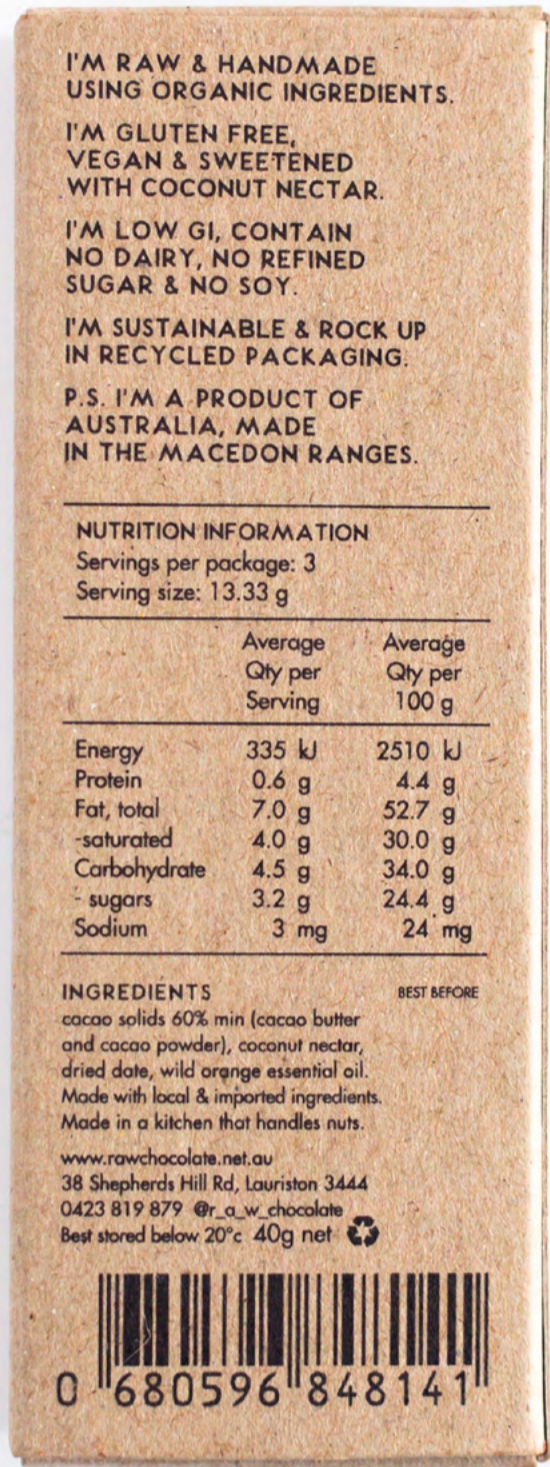 I'M RAW & HANDMADE
USING ORGANIC INGREDIENTS.
I'M GLUTEN FREE,
VEGAN & SWEETENED
WITH COCONUT NECTAR.
I'M LOW GI, CONTAIN
NO DAIRY, NO REFINED
SUGAR & NO SOY.
I'M SUSTAINABLE & ROCK UP
IN RECYCLED PACKAGING.
P.S. I'M A PRODUCT OF
AUSTRALIA, MADE
IN THE MACEDON RANGES.
NUTRITION INFORMATION
Servings per package: 3
Serving size: 13.33 g
Average Average
Qty per Qty per
Serving 100 g
Energy 335 kJ 2510 kJ
Protein 0.6 g 4.4 g
Fat, total 7.0 g 52.7 g
-saturated 4.0 g 30.0 g
Carbohydrate 4.5 g 34.0 g
- sugars 3.2 g 24.4 g
Sodium 3 mg 24 mg
INGREDIENTS BEST BEFORE
cacao solids 60% min (cacao butter
and cacao powder), coconut nectar,
dried date, wild orange essential oil.
Made with local & imported ingredients.
Made in a kitchen that handles nuts.
www.rawchocolate.net.au
38 Shepherds Hill Rd, Lauriston 3444
0423 819 879 @r_a_w_chocolate
Best stored below 20°c 40g net
0 680596 848141